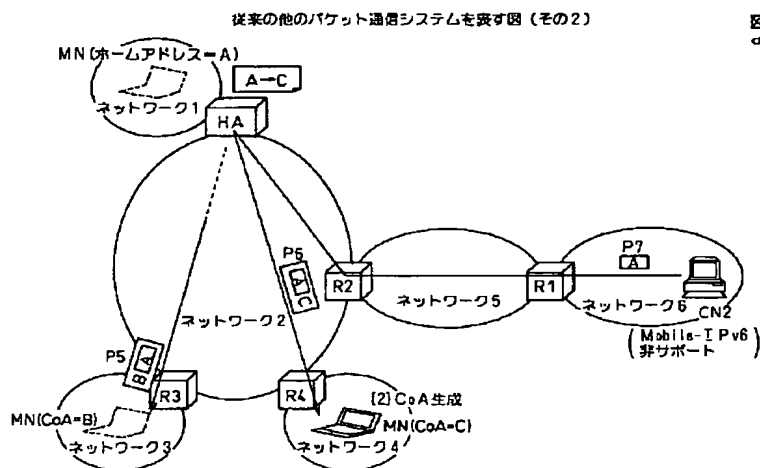 従来の他のパケット通信システムを表す図（その2）
MN(ホームアドレス＝A)
A→C
ネットワーク1
HA
P7
A
P6
A C
R2
R1
ネットワーク5
ネットワーク6
CN2
ネットワーク2
(Mobile-IPv6
非サポート)
P5
B A
R3
R4
{2}CoA生成
MN(CoA=B)
MN(CoA=C)
ネットワーク3
ネットワーク4